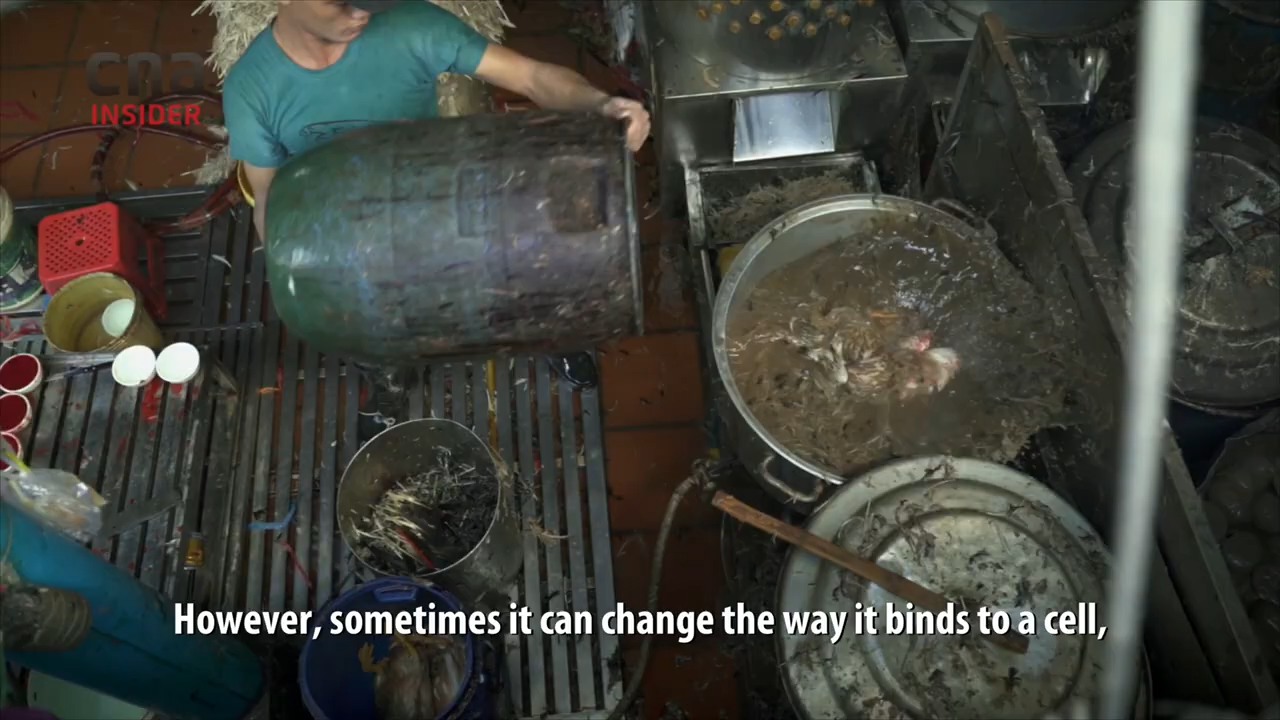 cna
INSIDER
However, sometimes it can change the way it binds to a cell,